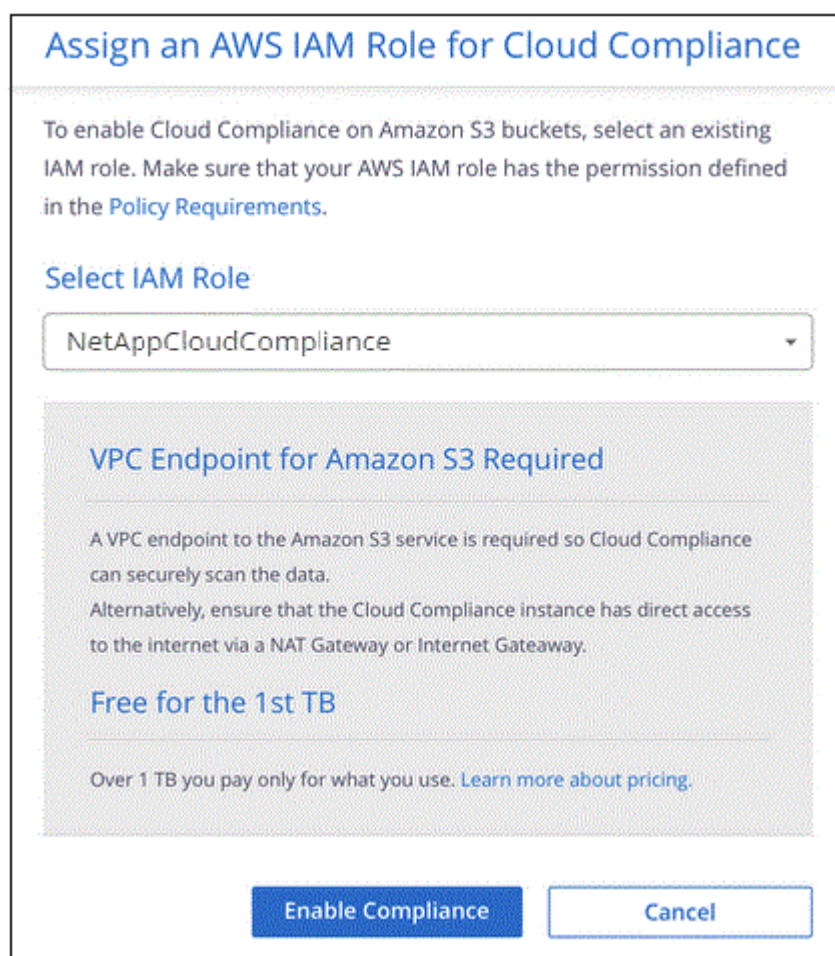 Assign an AWS IAM Role for Cloud Compliance
To enable Cloud Compliance on Amazon S3 buckets, select an existing
IAM role. Make sure that your AWS IAM role has the permission defined
in the Policy Requirements.
Select IAM Role
NetAppCloudCompliance
VPC Endpoint for Amazon S3 Required
A VPC endpoint to the Amazon S3 service is required so Cloud Compliance
can securely scan the data.
Alternatively, ensure that the Cloud Compliance instance has direct access
to the internet via a NAT Gateway or Internet Gateaway.
Free for the 1st TB
Over 1 TB you pay only for what you use. Learn more about pricing.
Enable Compliance
Cancel